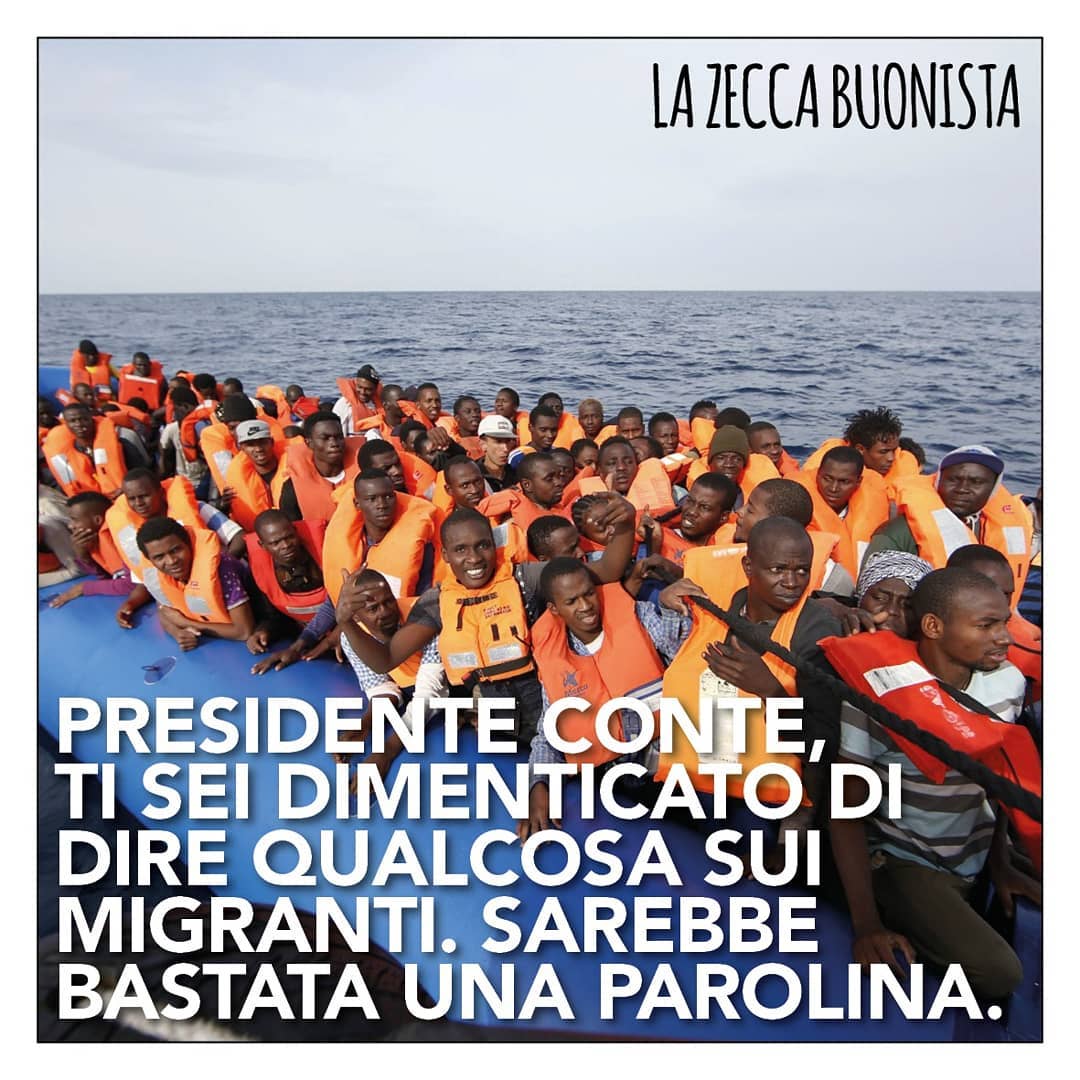 LA ZECCA BUONISTA
PRESIDENTE CONTE,
TI SEI DIMENTICATO DI
DIRE QUALCOSA SUI
MIGRANTI. SAREBBE
BASTATA UNA PAROLINA.